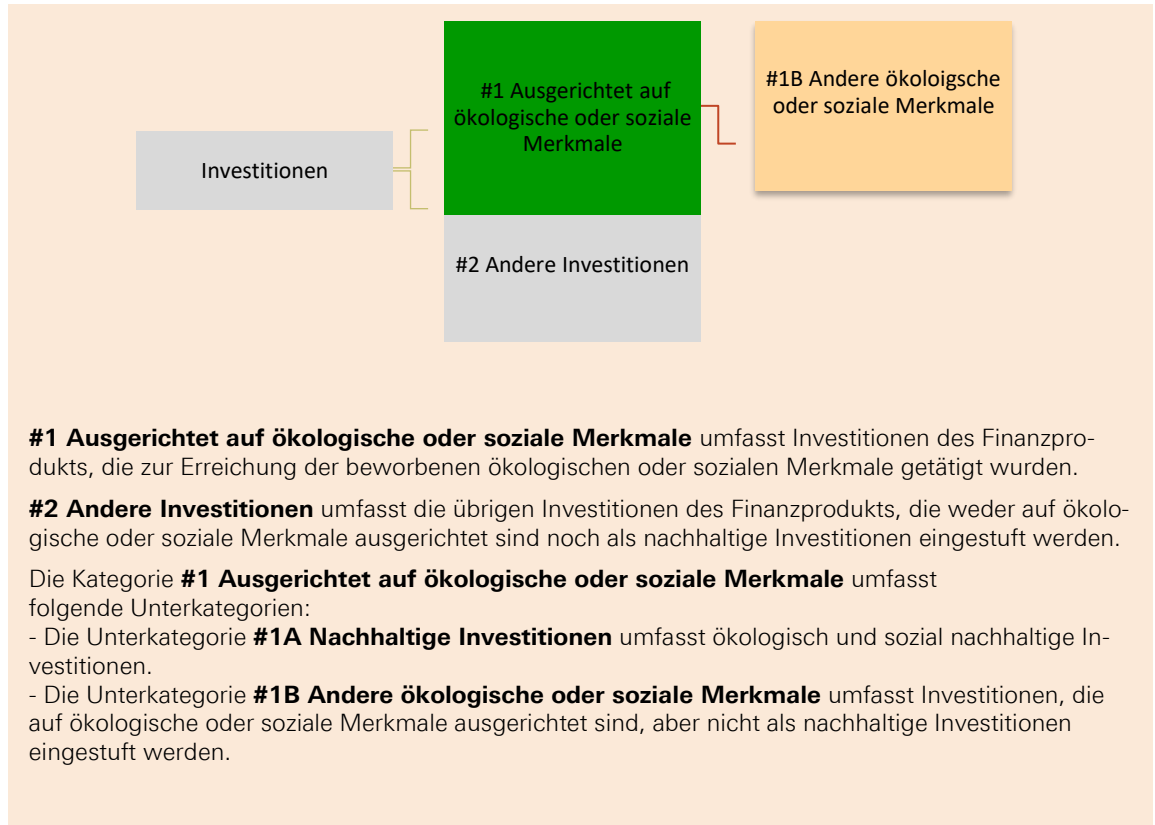 #1 Ausgerichtet auf
ökologische oder soziale
Merkmale
#1B Andere ökoloigsche
oder soziale Merkmale
Investitionen
#2 Andere Investitionen
#1 Ausgerichtet auf ökologische oder soziale Merkmale umfasst Investitionen des Finanzpro-
dukts, die zur Erreichung der beworbenen ökologischen oder sozialen Merkmale getätigt wurden.
#2 Andere Investitionen umfasst die übrigen Investitionen des Finanzprodukts, die weder auf ökolo-
gische oder soziale Merkmale ausgerichtet sind noch als nachhaltige Investitionen eingestuft werden.
Die Kategorie #1 Ausgerichtet auf ökologische oder soziale Merkmale umfasst
folgende Unterkategorien:
- Die Unterkategorie #1A Nachhaltige Investitionen umfasst ökologisch und sozial nachhaltige In-
vestitionen.
- Die Unterkategorie #1B Andere ökologische oder soziale Merkmale umfasst Investitionen, die
auf ökologische oder soziale Merkmale ausgerichtet sind, aber nicht als nachhaltige Investitionen
eingestuft werden.